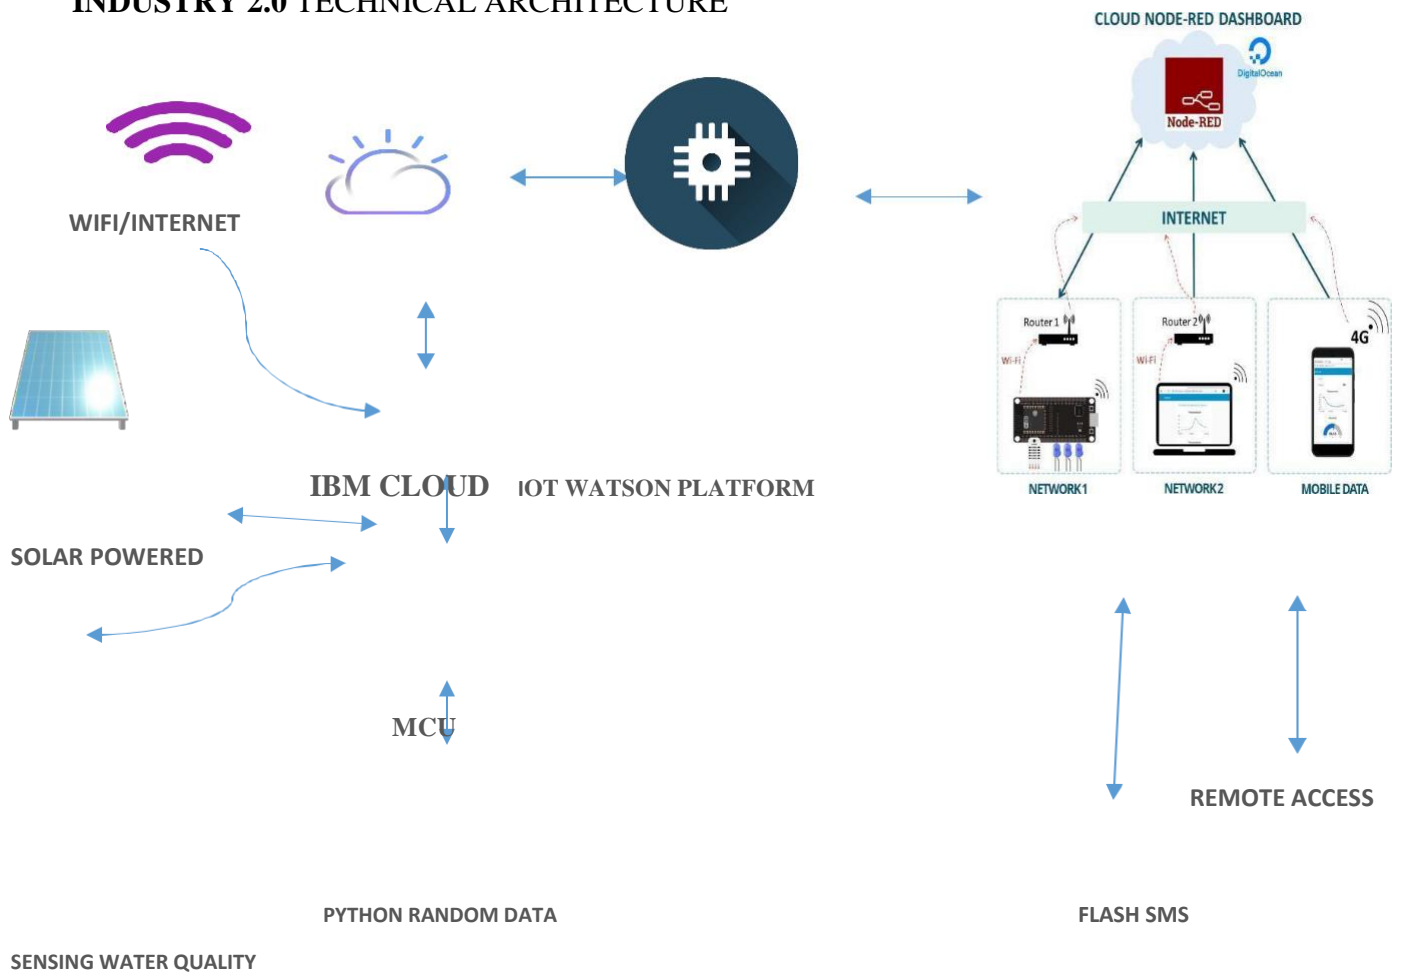 INDUSTRY 2.0 TECHNICAL ARCHITECTURE
CLOUD NODE-RED DASHBOARD
DigitalOcean
Node-RED
WIFI/INTERNET
INTERNET
Router 1
Router 2
4G
Wi-Fi
Wi-Fi
IBM CLOUD IOT WATSON PLATFORM
NETWORK1
NETWORK2
MOBILE DATA
SOLAR POWERED
MCU
REMOTE ACCESS
PYTHON RANDOM DATA
FLASH SMS
SENSING WATER QUALITY